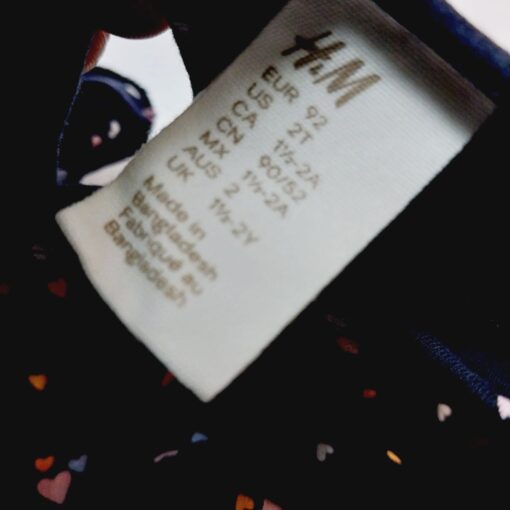 H&M
EUR 92
US 2T
CA 1½-2A
CN 90/52
MX 1½-2A
AUS 2
UK 1½-2Y
Made in
Bangladesh
Fabriqué au
Bangladesh